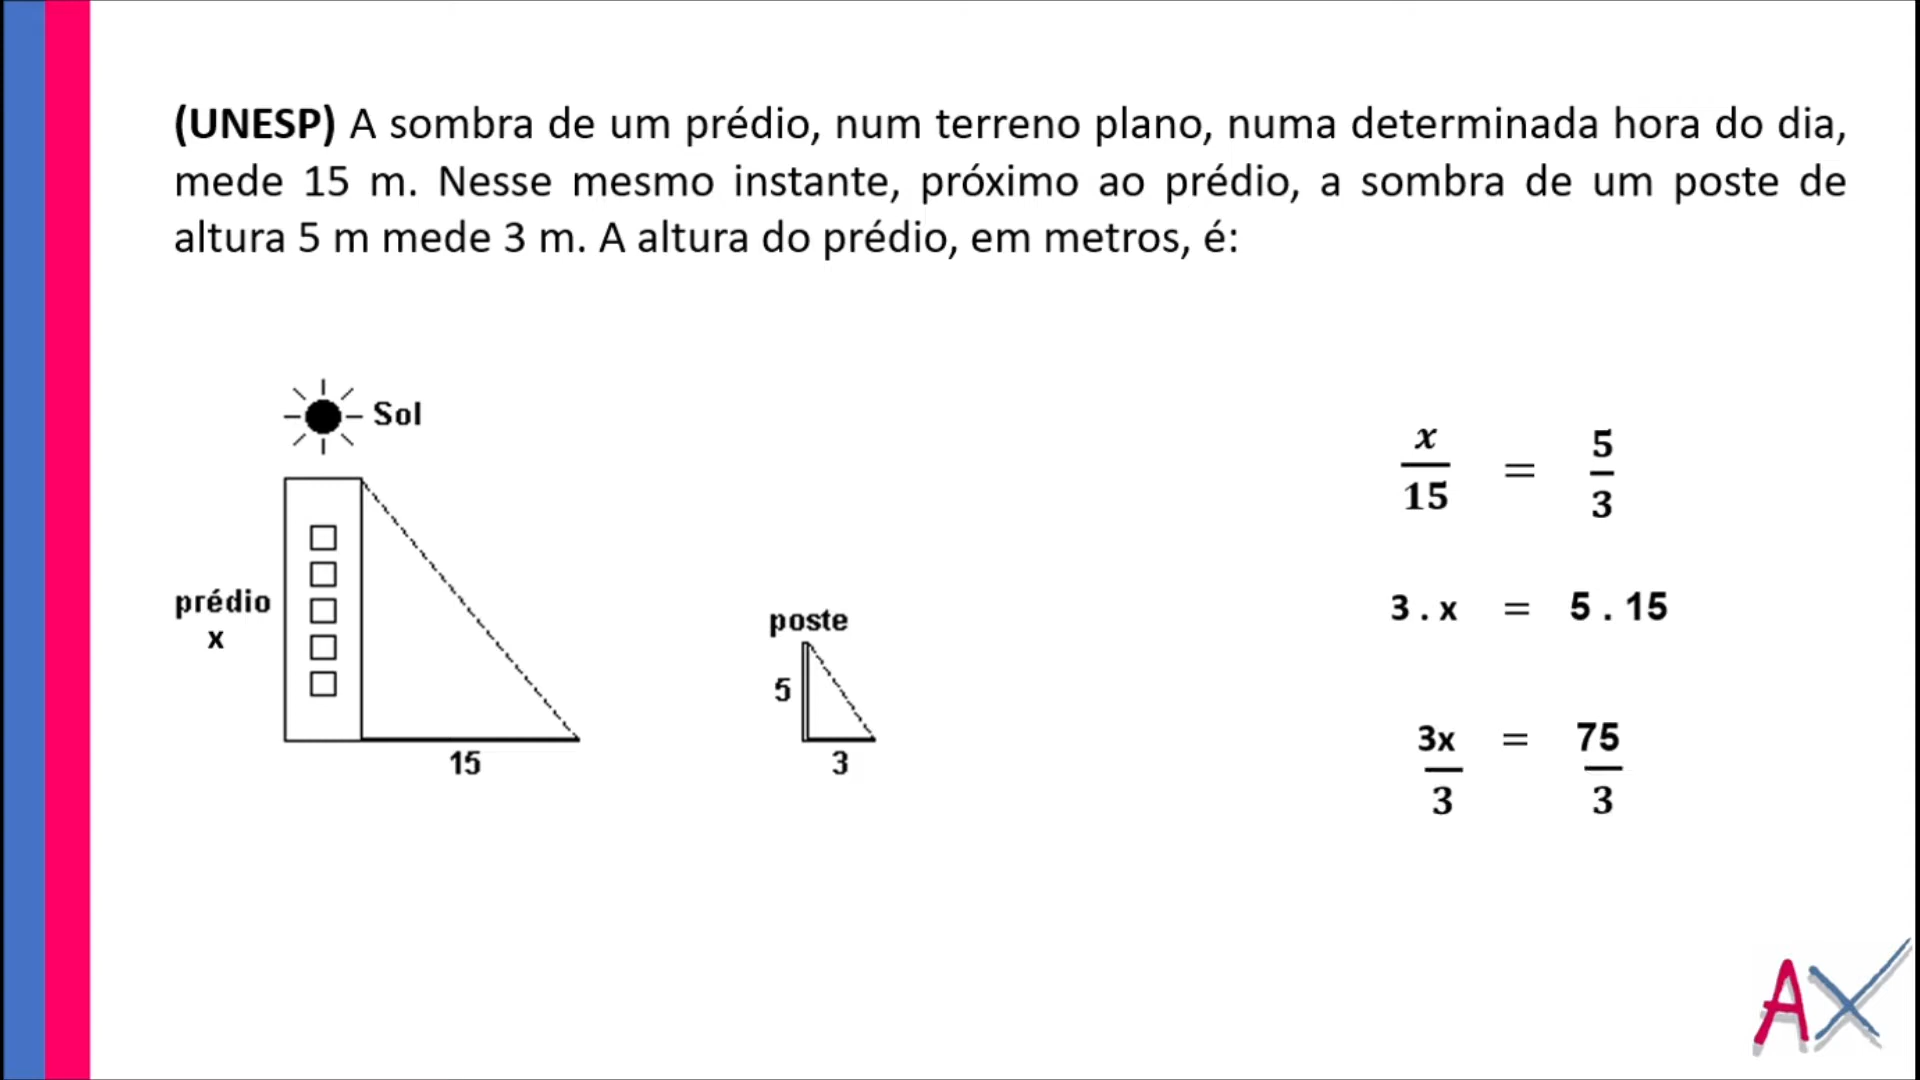 (UNESP) A sombra de um prédio, num terreno plano, numa determinada hora do dia,
mede 15 m. Nesse mesmo instante, próximo ao prédio, a sombra de um poste de
altura 5 m mede 3 m. A altura do prédio, em metros, é:
Sol
prédio
x
15
poste
5
3
x/15 = 5/3
3 . x = 5 . 15
3x/3 = 75/3
AX